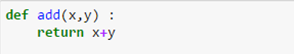 def add(x,y) :
    return x+y